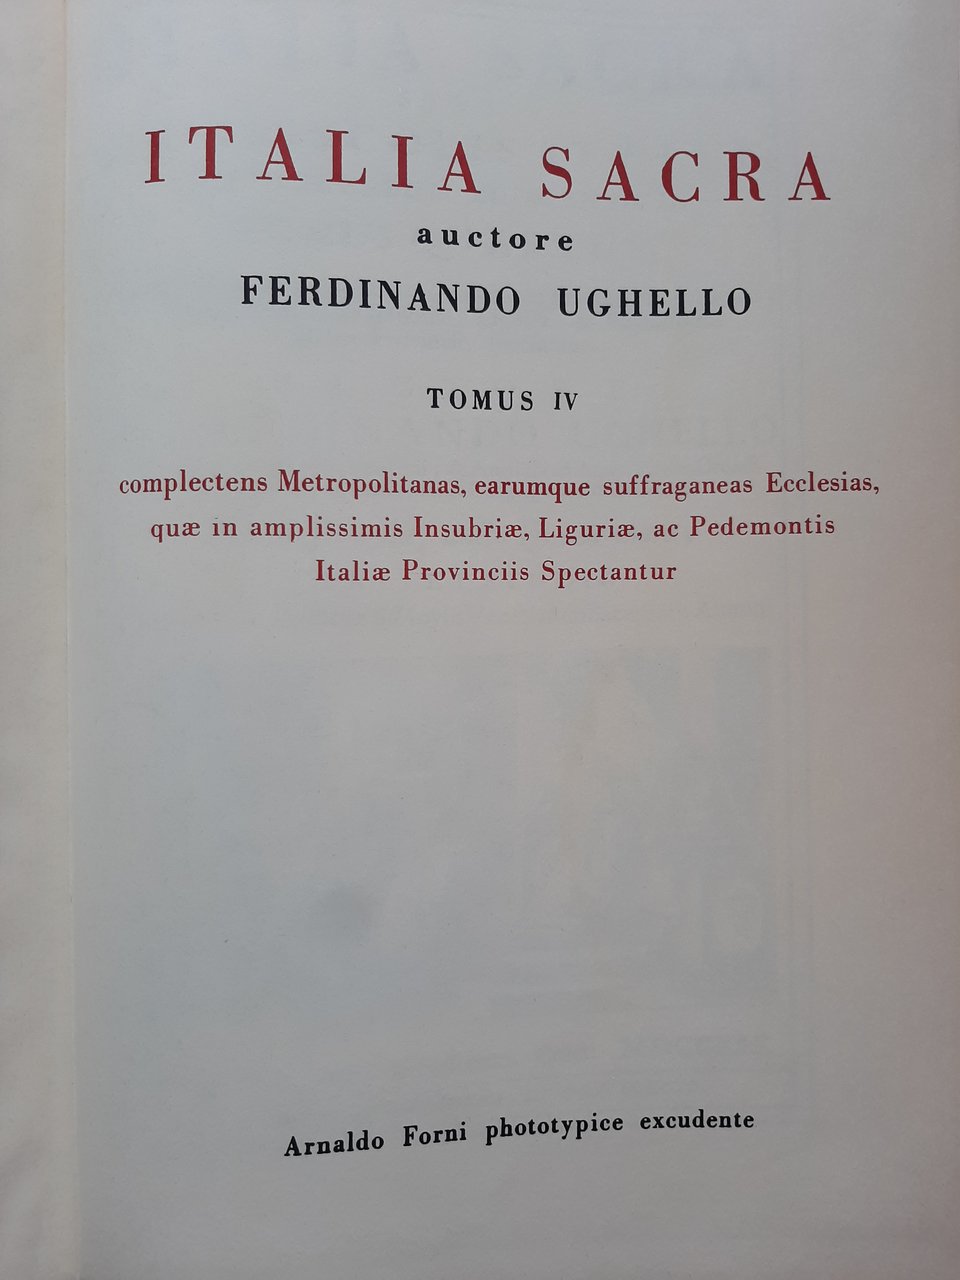 ITALIA SACRA
auctore
FERDINANDO UGHELLO
TOMUS IV
complectens Metropolitanas, earumque suffraganeas Ecclesias,
quæ in amplissimis Insubriæ, Liguriæ, ac Pedemontis
Italiæ Provinciis Spectantur
Arnaldo Forni phototypice excudente